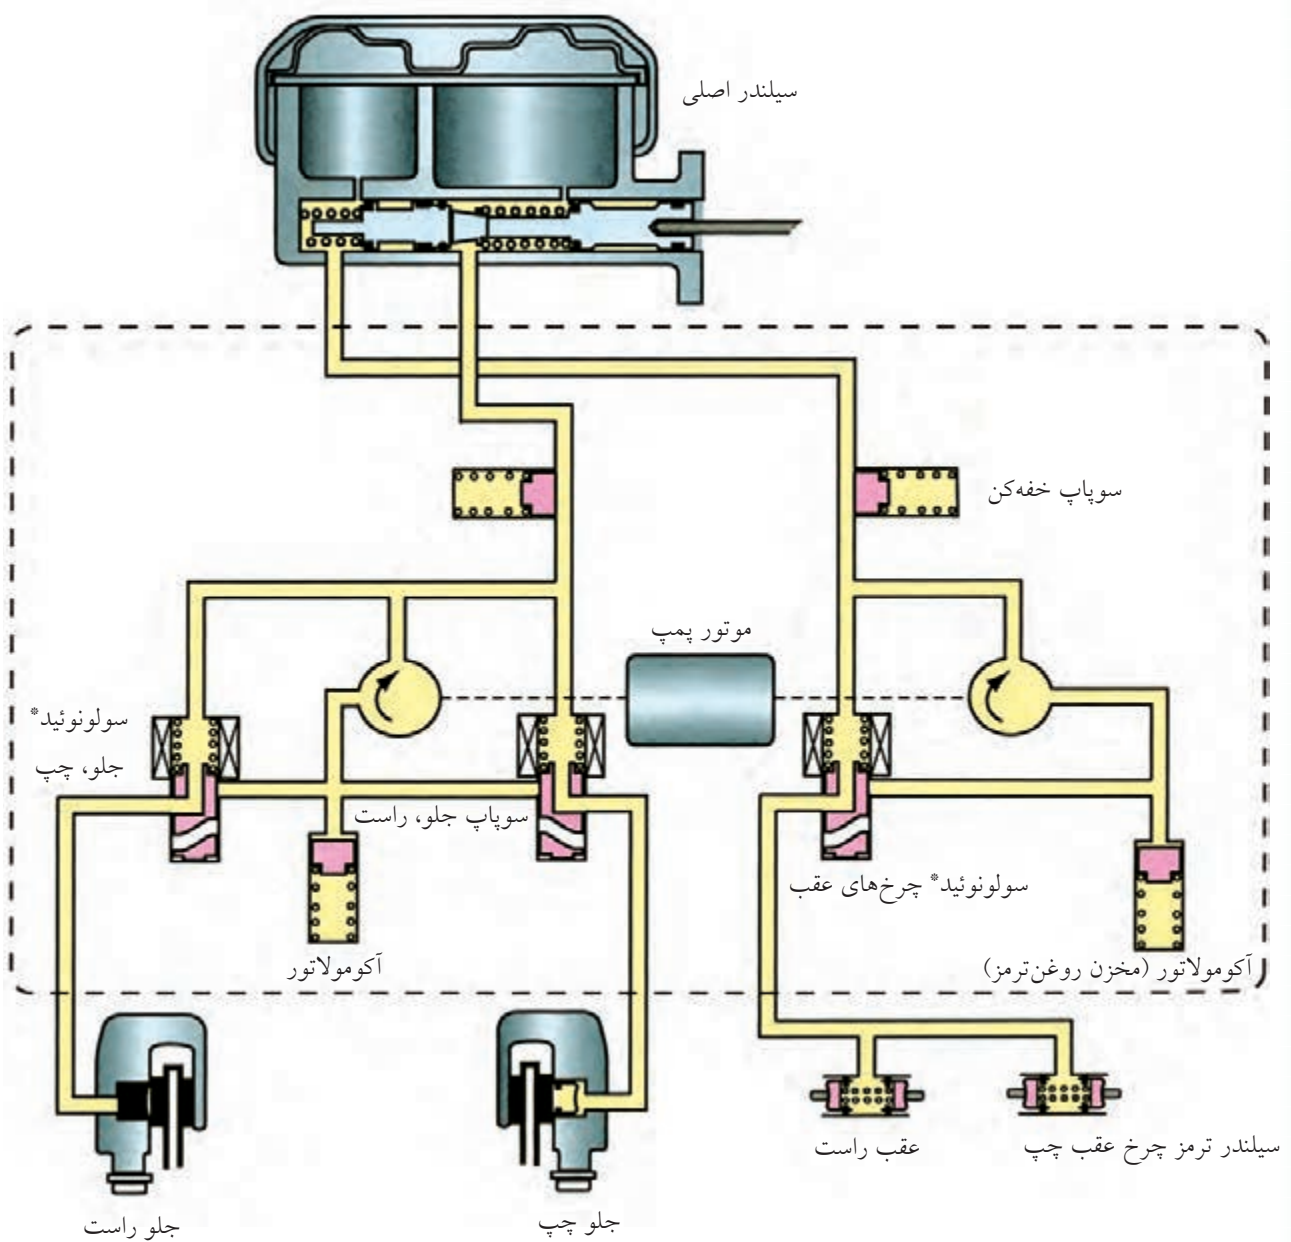 سیلندر اصلی
سوپاپ خفه‌کن
موتور پمپ
سولونوئید*
جلو، چپ
سوپاپ جلو، راست
سولونوئید* چرخ‌های عقب
آکومولاتور
آکومولاتور (مخزن روغن‌ترمز)
سیلندر ترمز چرخ عقب چپ
عقب راست
جلو چپ
جلو راست